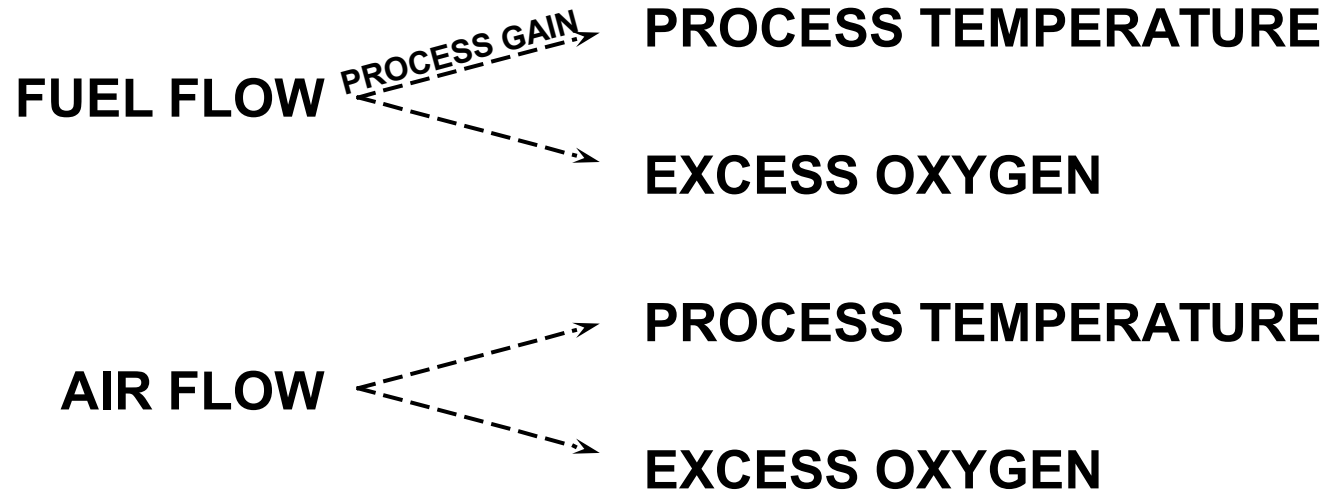 PROCESS GAIN
PROCESS TEMPERATURE
FUEL FLOW
EXCESS OXYGEN
PROCESS TEMPERATURE
AIR FLOW
EXCESS OXYGEN